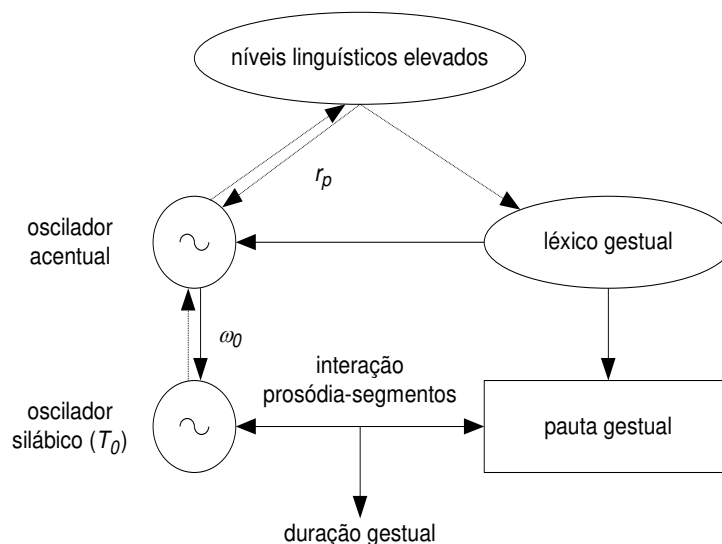 níveis linguísticos elevados
r_p
oscilador
acentual
léxico gestual
ω_0
interação
prosódia-segmentos
oscilador
silábico (T_0)
pauta gestual
duração gestual